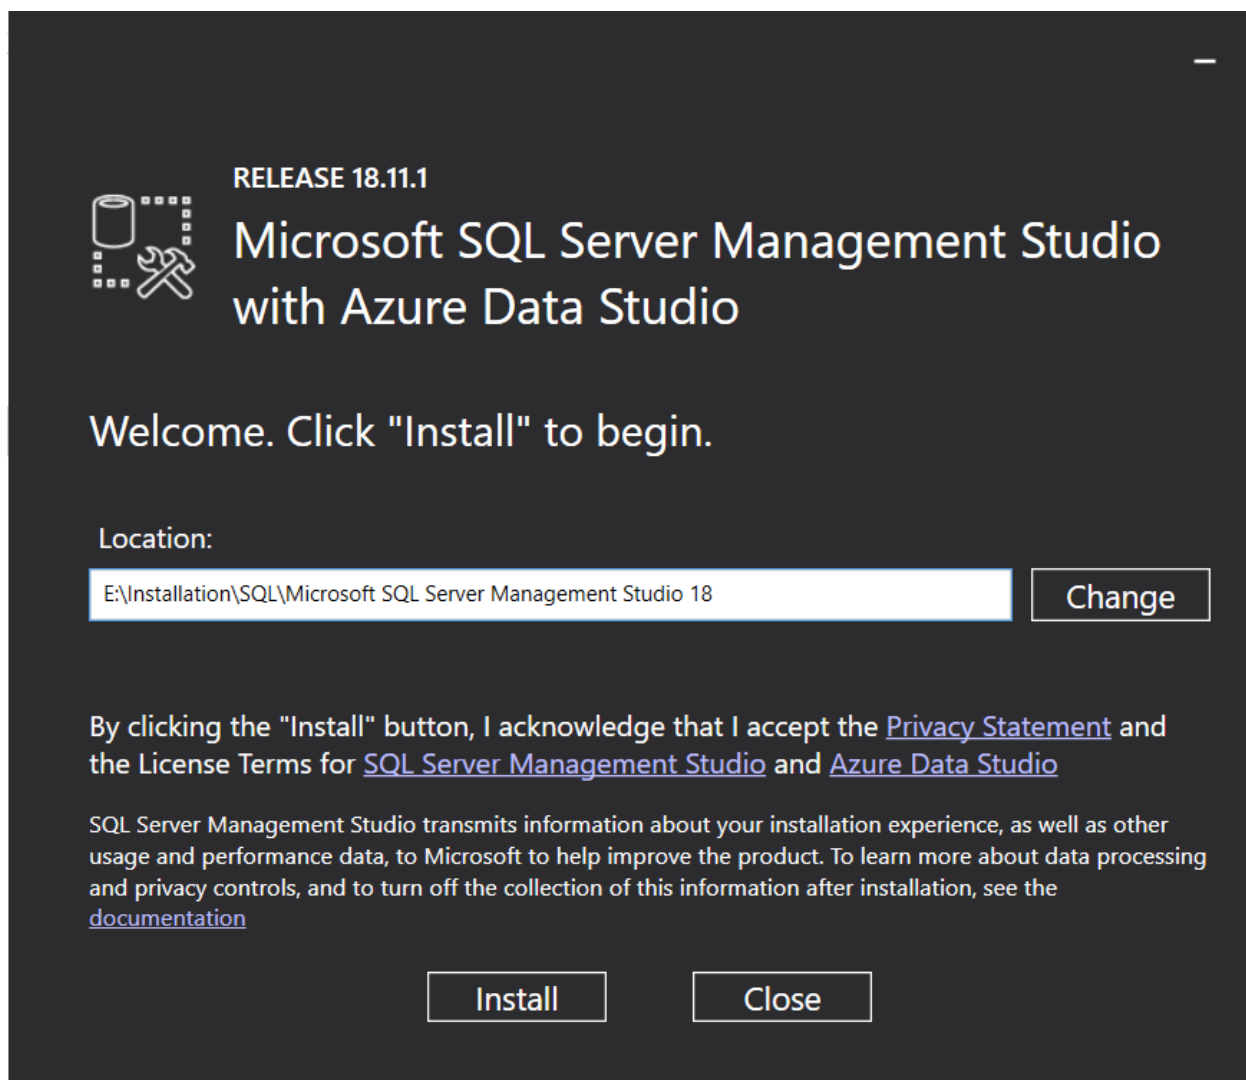 RELEASE 18.11.1
Microsoft SQL Server Management Studio
with Azure Data Studio
Welcome. Click "Install" to begin.
Location:
E:\Installation\SQL\Microsoft SQL Server Management Studio 18
Change
By clicking the "Install" button, I acknowledge that I accept the Privacy Statement and
the License Terms for SQL Server Management Studio and Azure Data Studio
SQL Server Management Studio transmits information about your installation experience, as well as other
usage and performance data, to Microsoft to help improve the product. To learn more about data processing
and privacy controls, and to turn off the collection of this information after installation, see the
documentation
Install
Close